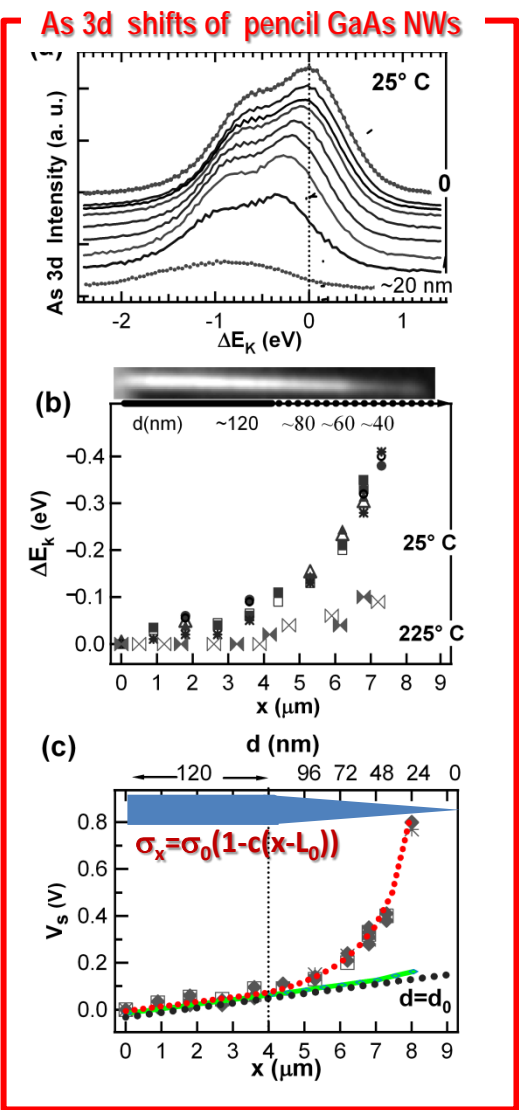 As 3d shifts of pencil GaAs NWs
25° C
0
~20 nm
As 3d Intensity (a. u.)
-2 -1 0 1
ΔE_K (eV)
(b)
d(nm) ~120 ~80 ~60 ~40
-0.4
-0.3
-0.2
-0.1
0.0
ΔE_k (eV)
25° C
225° C
0 1 2 3 4 5 6 7 8 9
x (μm)
(c)
d (nm)
120 96 72 48 24 0
σ_x=σ_0(1-c(x-L_0))
0.8
0.6
0.4
0.2
0.0
V_s (V)
d=d_0
0 1 2 3 4 5 6 7 8 9
x (μm)